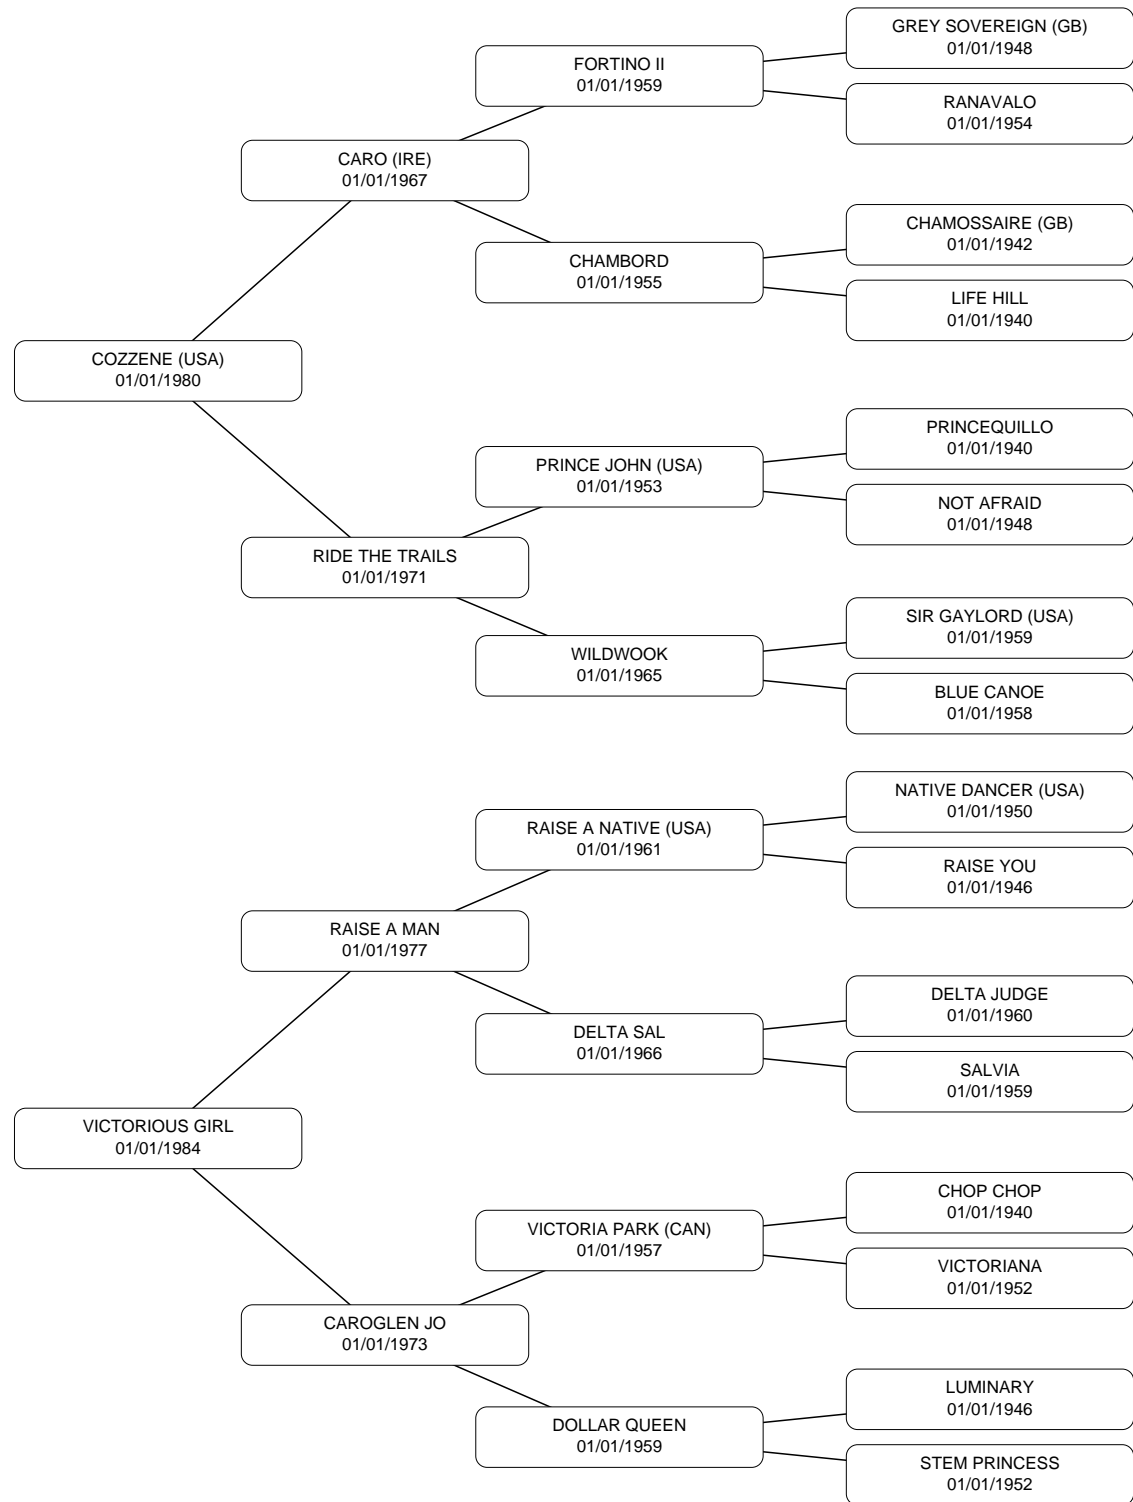 GREY SOVEREIGN (GB)
01/01/1948
FORTINO II
01/01/1959
RANAVALO
01/01/1954
CARO (IRE)
01/01/1967
CHAMOSSAIRE (GB)
01/01/1942
CHAMBORD
01/01/1955
LIFE HILL
01/01/1940
COZZENE (USA)
01/01/1980
PRINCEQUILLO
01/01/1940
PRINCE JOHN (USA)
01/01/1953
NOT AFRAID
01/01/1948
RIDE THE TRAILS
01/01/1971
SIR GAYLORD (USA)
01/01/1959
WILDWOOK
01/01/1965
BLUE CANOE
01/01/1958
NATIVE DANCER (USA)
01/01/1950
RAISE A NATIVE (USA)
01/01/1961
RAISE YOU
01/01/1946
RAISE A MAN
01/01/1977
DELTA JUDGE
01/01/1960
DELTA SAL
01/01/1966
SALVIA
01/01/1959
VICTORIOUS GIRL
01/01/1984
CHOP CHOP
01/01/1940
VICTORIA PARK (CAN)
01/01/1957
VICTORIANA
01/01/1952
CAROGLEN JO
01/01/1973
LUMINARY
01/01/1946
DOLLAR QUEEN
01/01/1959
STEM PRINCESS
01/01/1952